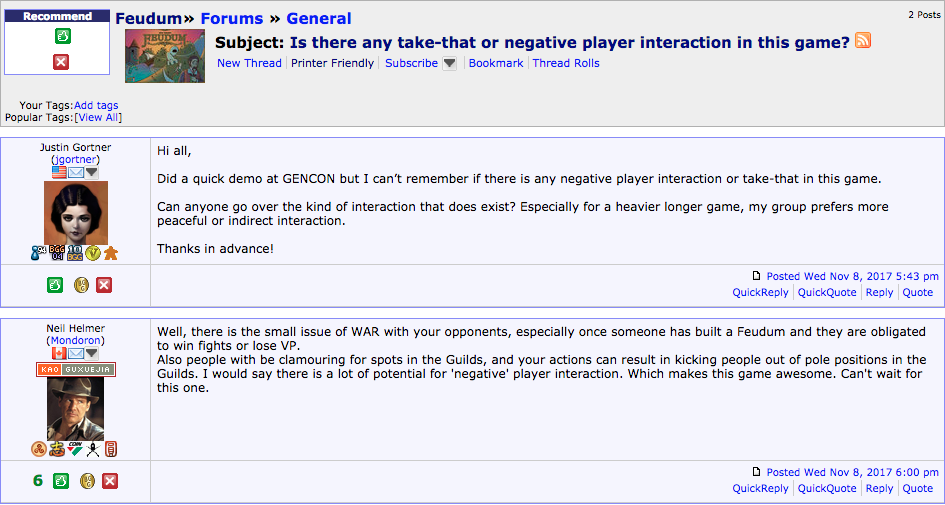 Recommend
Feudum» Forums » General
2 Posts
FEUDUM
Subject: Is there any take-that or negative player interaction in this game?
New Thread Printer Friendly Subscribe Bookmark Thread Rolls
Your Tags:Add tags
Popular Tags:[View All]
Justin Gortner
(jgortner)
Hi all,
Did a quick demo at GENCON but I can't remember if there is any negative player interaction or take-that in this game.
Can anyone go over the kind of interaction that does exist? Especially for a heavier longer game, my group prefers more
peaceful or indirect interaction.
Thanks in advance!
Posted Wed Nov 8, 2017 5:43 pm
QuickReply QuickQuote Reply Quote
Neil Helmer
(Mondoron)
KAO GUXUEJIA
Well, there is the small issue of WAR with your opponents, especially once someone has built a Feudum and they are obligated
to win fights or lose VP.
Also people with be clamouring for spots in the Guilds, and your actions can result in kicking people out of pole positions in the
Guilds. I would say there is a lot of potential for 'negative' player interaction. Which makes this game awesome. Can't wait for
this one.
COIN
6
Posted Wed Nov 8, 2017 6:00 pm
QuickReply QuickQuote Reply Quote